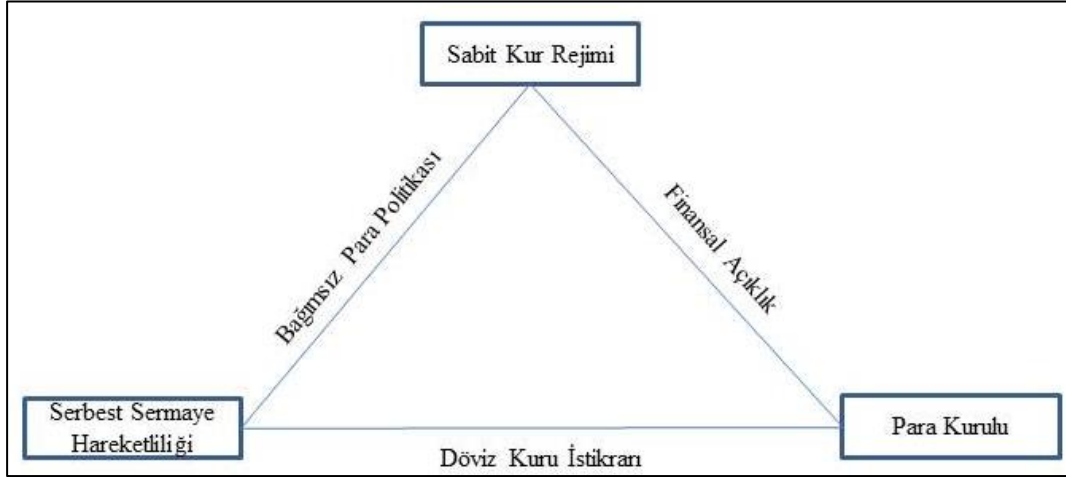 Sabit Kur Rejimi
Bağımsız Para Politikası
Finansal Açıklık
Serbest Sermaye
Hareketliliği
Para Kurulu
Döviz Kuru İstikrarı